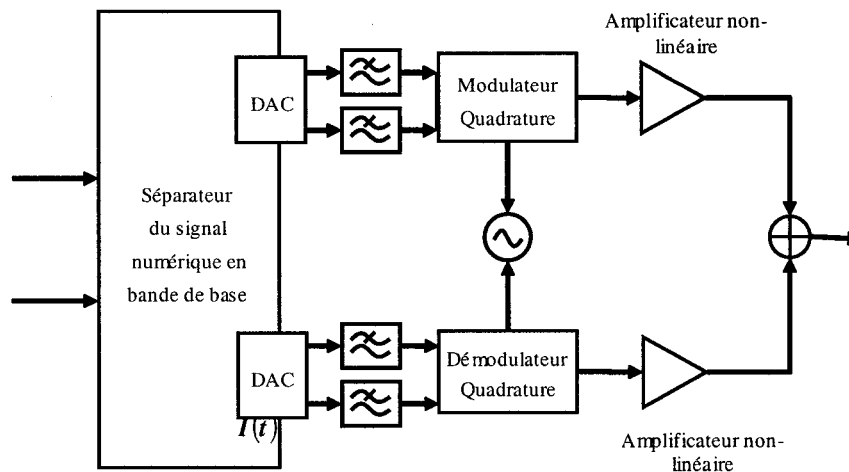 Amplificateur non-
linéaire
DAC
Modulateur
Quadrature
Séparateur
du signal
numérique en
bande de base
DAC
I(t)
Démodulateur
Quadrature
Amplificateur non-
linéaire